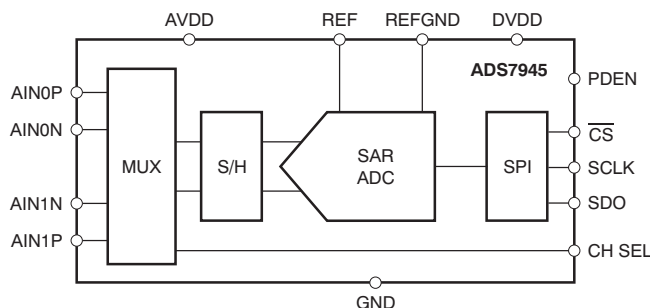 AVDD
REF
REFGND
DVDD
ADS7945
PDEN
AIN0P
AIN0N
MUX
S/H
SAR
ADC
SPI
CS
SCLK
SDO
AIN1N
AIN1P
CH SEL
GND